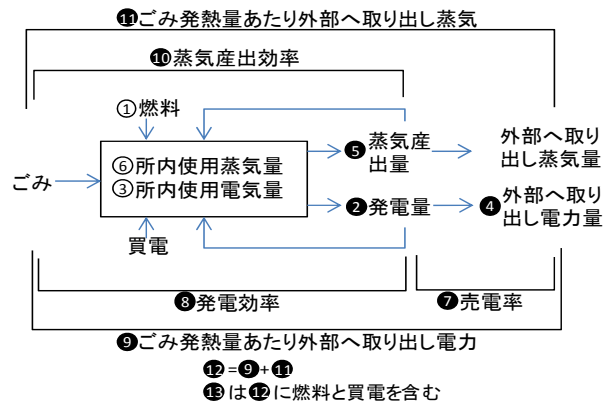 ⓫ごみ発熱量あたり外部へ取り出し蒸気
❿蒸気産出効率
①燃料
⑥所内使用蒸気量
③所内使用電気量
ごみ
買電
❺蒸気産
出量
❷発電量
外部へ取り
出し蒸気量
❹外部へ取り
出し電力量
❽発電効率
❼売電率
❾ごみ発熱量あたり外部へ取り出し電力
⓬=❾+⓫
⓭は⓬に燃料と買電を含む